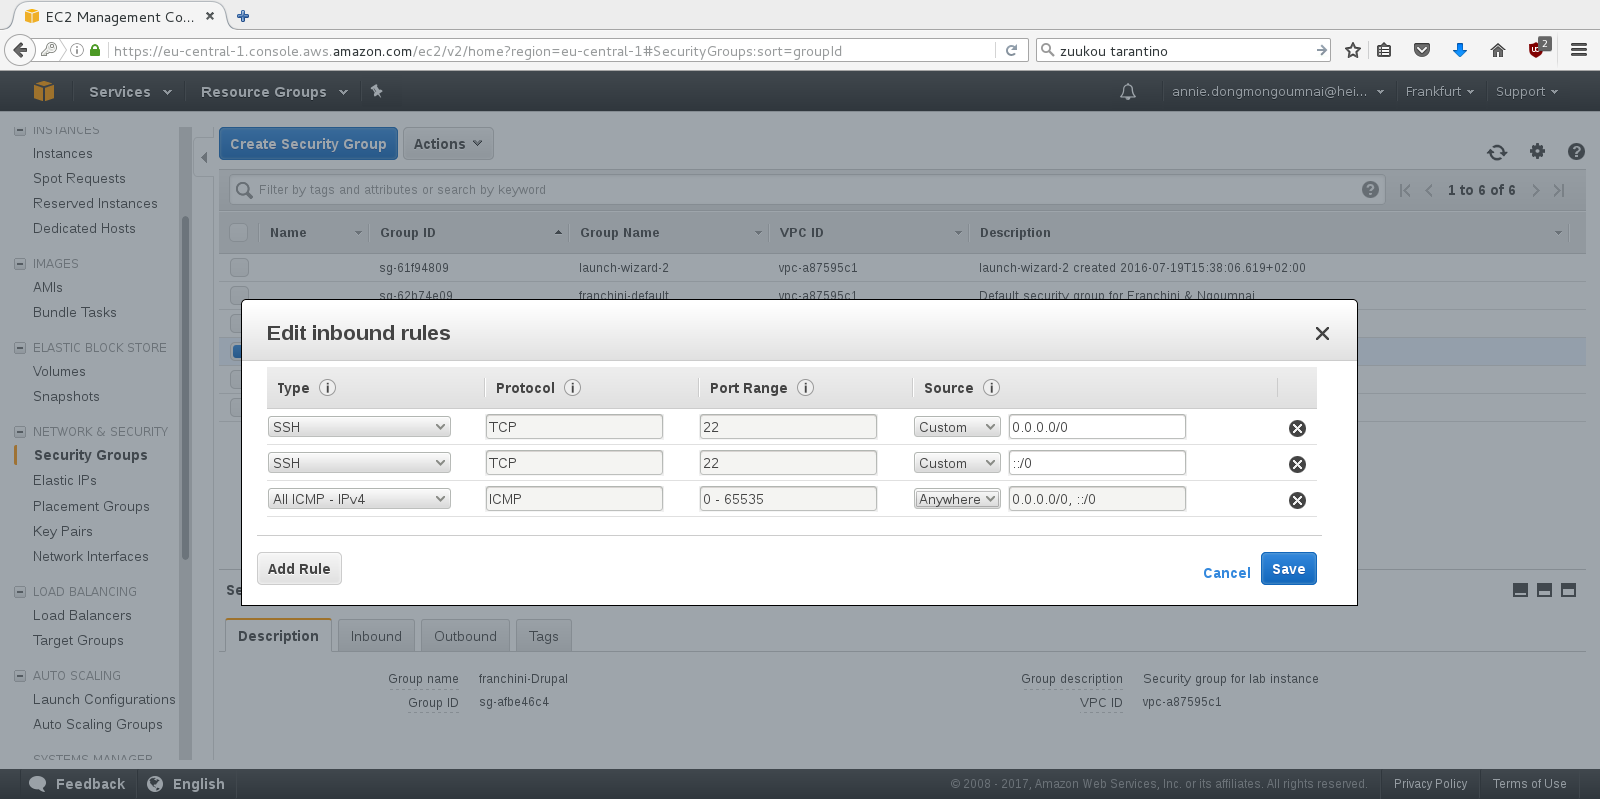 EC2 Management Co...
https://eu-central-1.console.aws.amazon.com/ec2/v2/home?region=eu-central-1#SecurityGroups:sort=groupId
zuukou tarantino
2
Services
Resource Groups
annie.dongmongoumnai@hei...
Frankfurt
Support
INSTANCES
Instances
Spot Requests
Reserved Instances
Dedicated Hosts
IMAGES
AMIs
Bundle Tasks
ELASTIC BLOCK STORE
Volumes
Snapshots
NETWORK & SECURITY
Security Groups
Elastic IPs
Placement Groups
Key Pairs
Network Interfaces
LOAD BALANCING
Load Balancers
Target Groups
AUTO SCALING
Launch Configurations
Auto Scaling Groups
SYSTEMS MANAGER
Create Security Group
Actions
Filter by tags and attributes or search by keyword
1 to 6 of 6
Name Group ID Group Name VPC ID Description
sg-61f94809 launch-wizard-2 vpc-a87595c1 launch-wizard-2 created 2016-07-19T15:38:06.619+02:00
sg-62b74e09 franchini-default vpc-a87595c1 Default security group for Franchini & Ngoumnai
Edit inbound rules
Type Protocol Port Range Source
SSH TCP 22 Custom 0.0.0.0/0
SSH TCP 22 Custom ::/0
All ICMP - IPv4 ICMP 0 - 65535 Anywhere 0.0.0.0/0, ::/0
Add Rule
Cancel
Save
Se
Description
Inbound
Outbound
Tags
Group name franchini-Drupal
Group description Security group for lab instance
Group ID sg-afbe46c4
VPC ID vpc-a87595c1
Feedback
English
© 2008 - 2017, Amazon Web Services, Inc. or its affiliates. All rights reserved.
Privacy Policy
Terms of Use